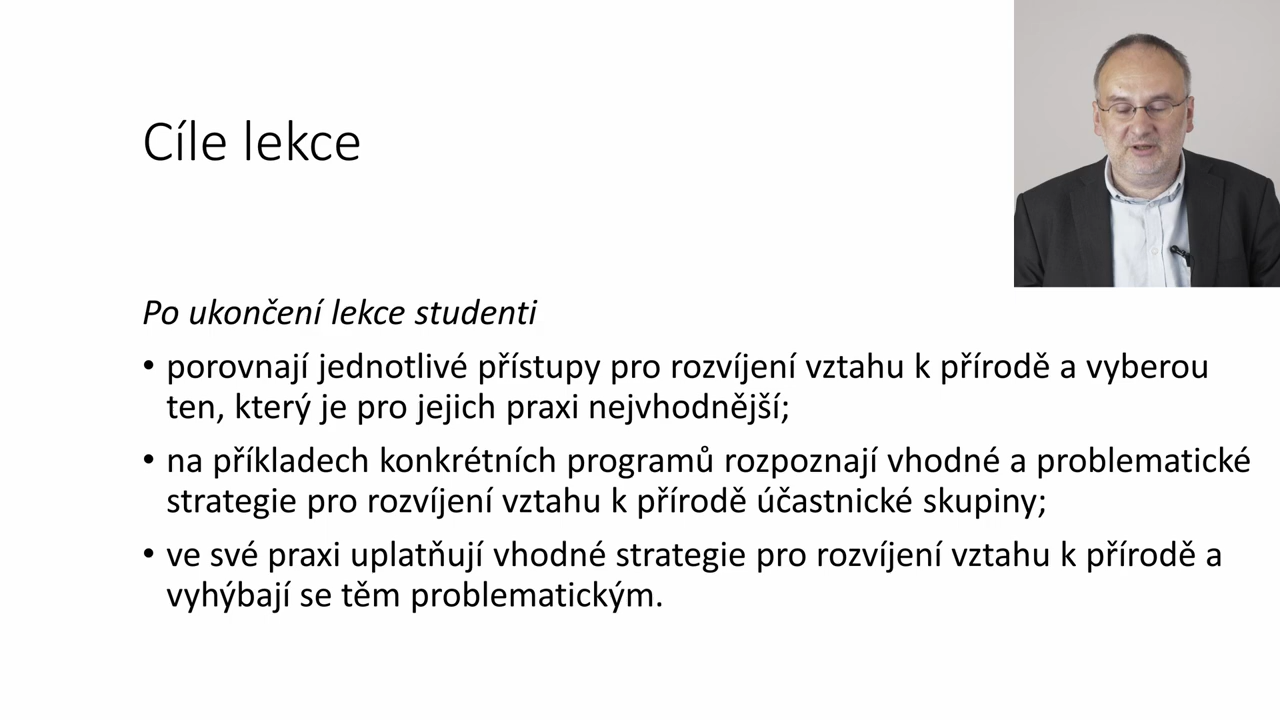 Cíle lekce
Po ukončení lekce studenti
• porovnají jednotlivé přístupy pro rozvíjení vztahu k přírodě a vyberou
ten, který je pro jejich praxi nejvhodnější;
• na příkladech konkrétních programů rozpoznají vhodné a problematické
strategie pro rozvíjení vztahu k přírodě účastnické skupiny;
• ve své praxi uplatňují vhodné strategie pro rozvíjení vztahu k přírodě a
vyhýbají se těm problematickým.